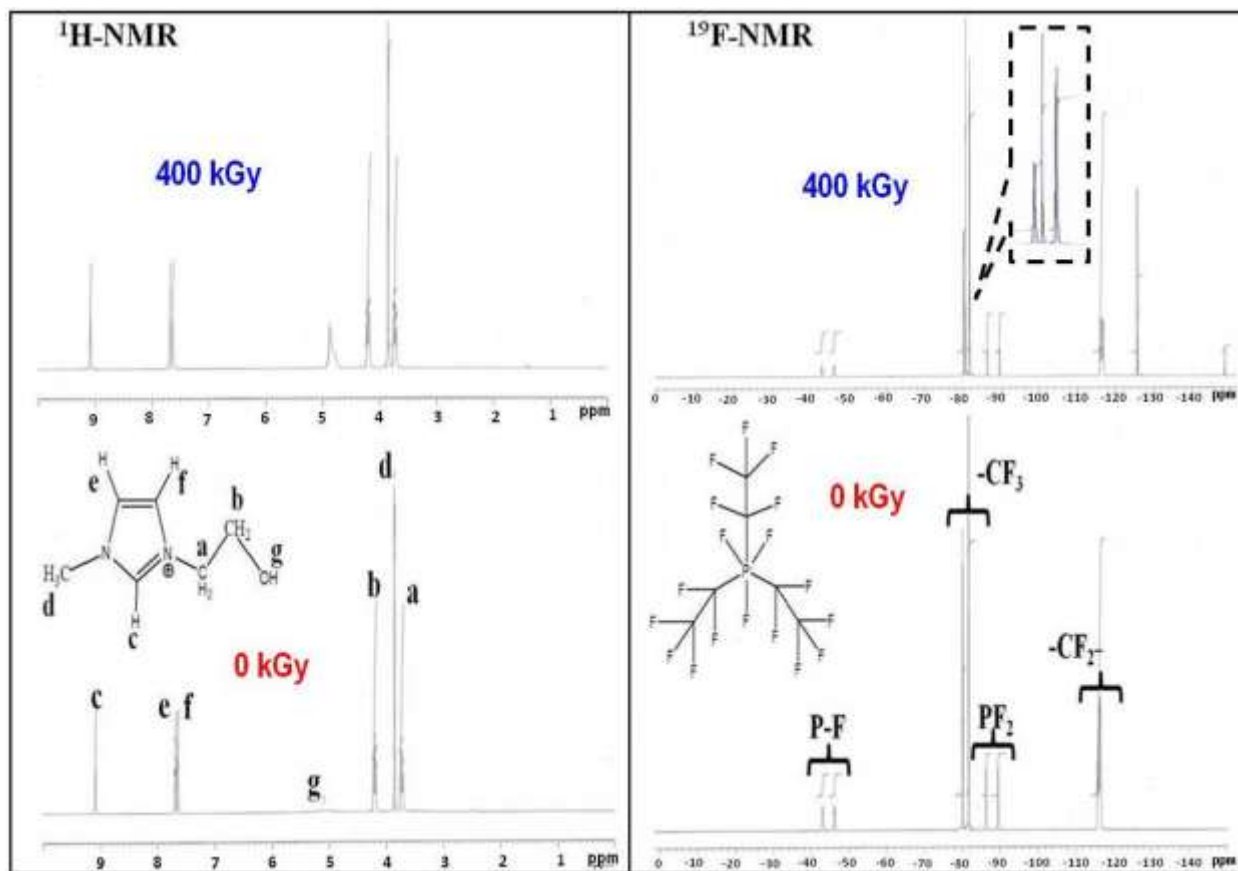 ¹H-NMR
400 kGy
9 8 7 6 5 4 3 2 1 ppm
H H
e f
b
CH₂
N N
⊕
a
C
H₂
g
OH
H₃C
d
H
c
0 kGy
d
b a
c
e f
g
9 8 7 6 5 4 3 2 1 ppm
¹⁹F-NMR
400 kGy
0 -10 -20 -30 -40 -50 -60 -70 -80 -90 -100 -110 -120 -130 -140 ppm
F
F F
F F
F F
P
F F F F
F F F F
F F
0 kGy
-CF₃
-CF₂-
P-F
PF₂
0 -10 -20 -30 -40 -50 -60 -70 -80 -90 -100 -110 -120 -130 -140 ppm